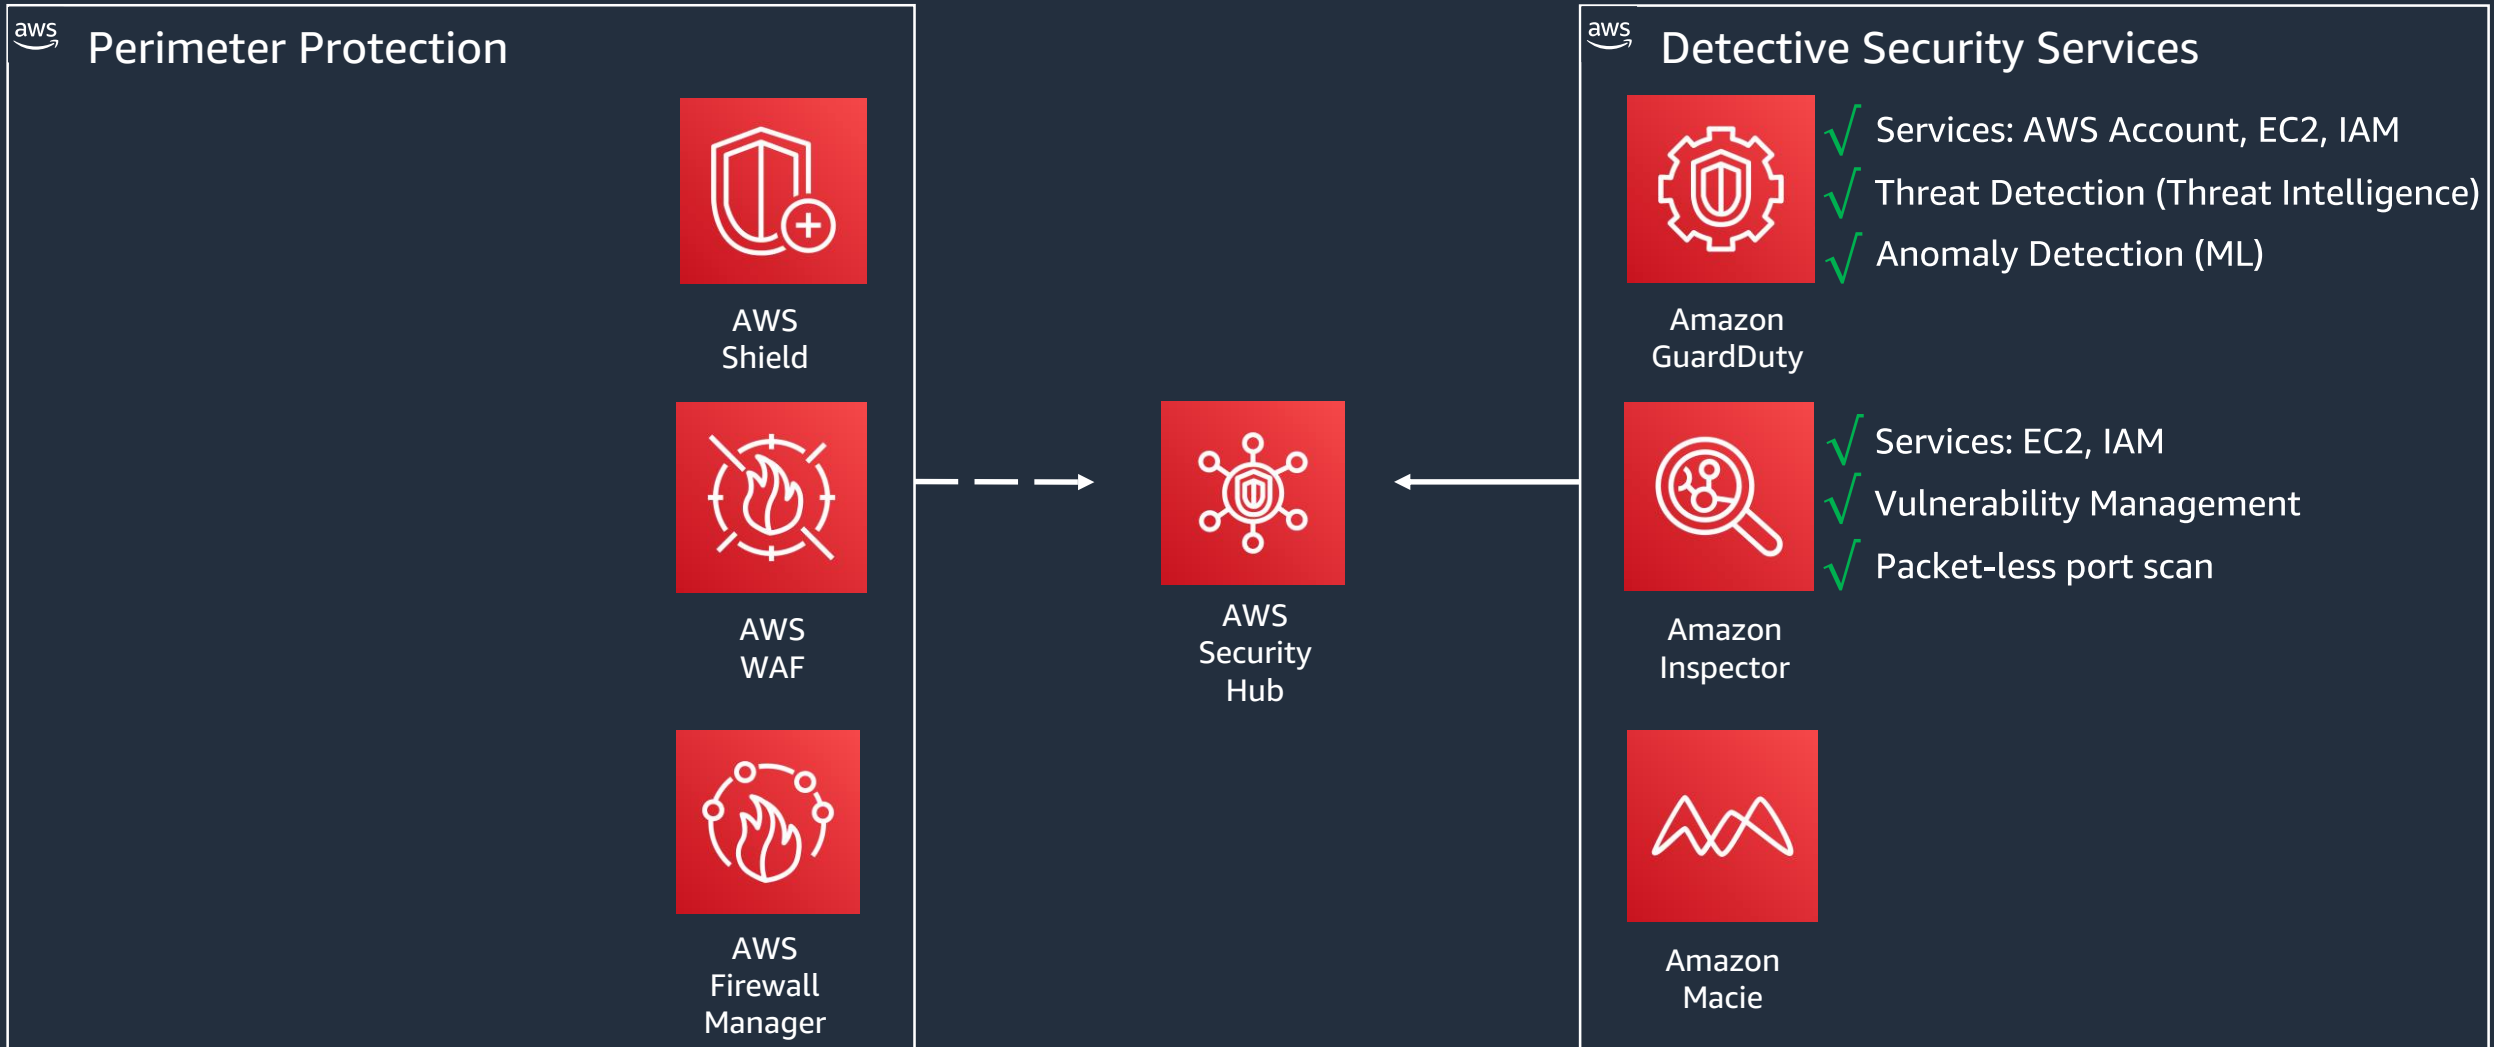 aws
Perimeter Protection
AWS
Shield
AWS
WAF
AWS
Firewall
Manager
AWS
Security
Hub
aws
Detective Security Services
√ Services: AWS Account, EC2, IAM
√ Threat Detection (Threat Intelligence)
√ Anomaly Detection (ML)
Amazon
GuardDuty
√ Services: EC2, IAM
√ Vulnerability Management
√ Packet-less port scan
Amazon
Inspector
Amazon
Macie